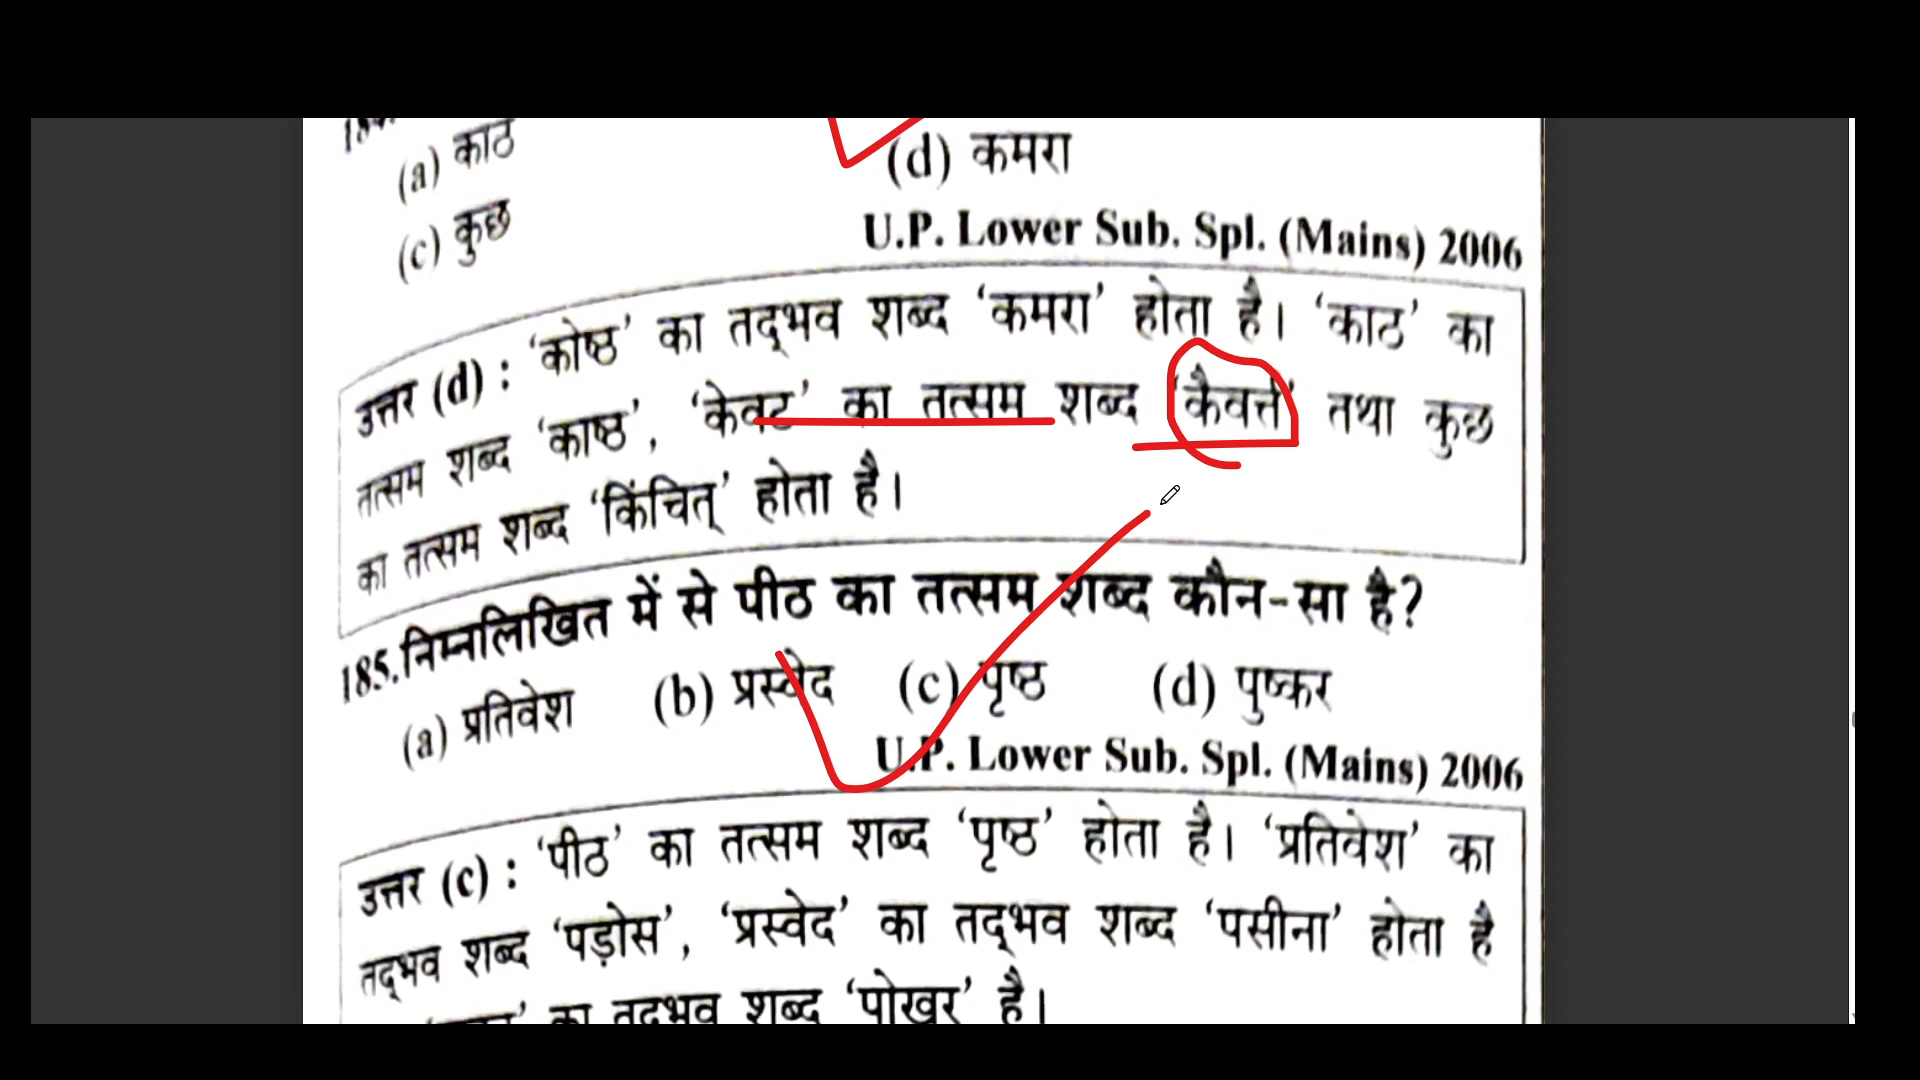 184.
(a) काठ
(d) कमरा
(c) कुछ
U.P. Lower Sub. Spl. (Mains) 2006
उत्तर (d) : ‘कोष्ठ’ का तद्भव शब्द ‘कमरा’ होता है। ‘काठ’ का
तत्सम शब्द ‘काष्ठ’, ‘केवट’ का तत्सम शब्द ‘कैवर्त्त’ तथा कुछ
का तत्सम शब्द ‘किंचित्’ होता है।
185.निम्नलिखित में से पीठ का तत्सम शब्द कौन-सा है?
(a) प्रतिवेश (b) प्रस्वेद (c) पृष्ठ (d) पुष्कर
U.P. Lower Sub. Spl. (Mains) 2006
उत्तर (c) : ‘पीठ’ का तत्सम शब्द ‘पृष्ठ’ होता है। ‘प्रतिवेश’ का
तद्भव शब्द ‘पड़ोस’, ‘प्रस्वेद’ का तद्भव शब्द ‘पसीना’ होता है
का तद्भव शब्द ‘पोखर’ है।